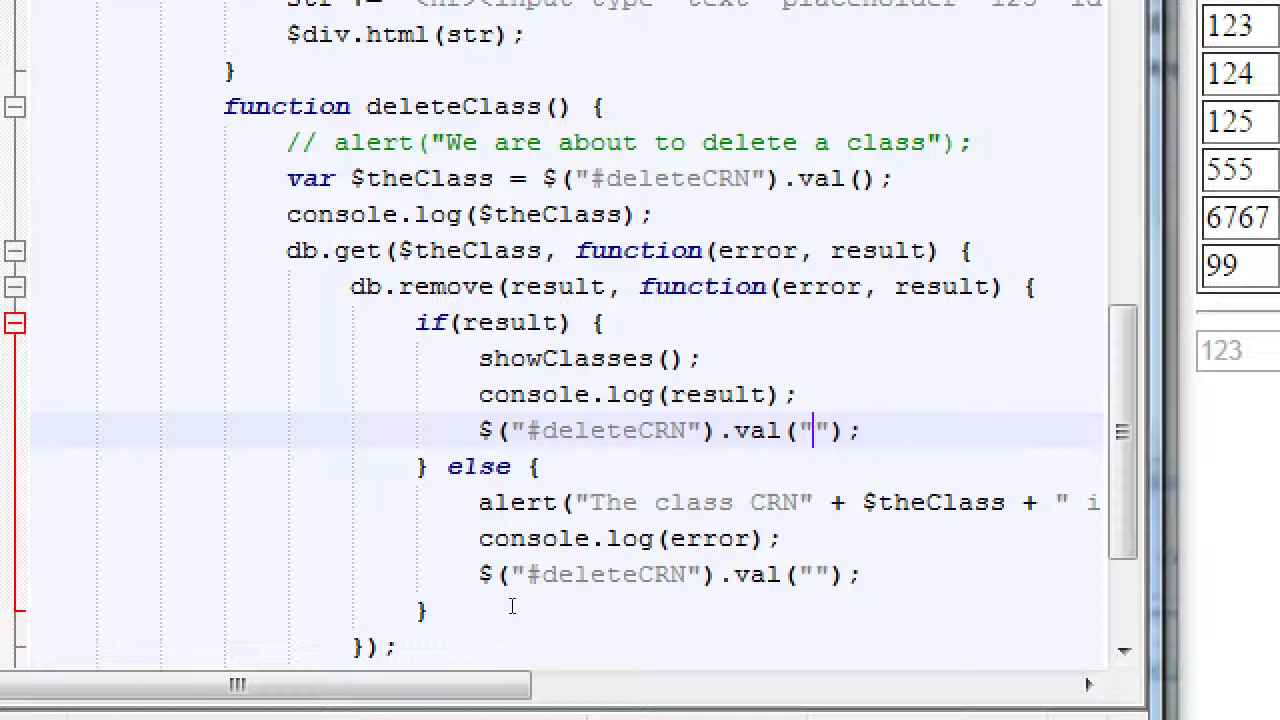 $div.html(str);
}
function deleteClass() {
// alert("We are about to delete a class");
var $theClass = $("#deleteCRN").val();
console.log($theClass);
db.get($theClass, function(error, result) {
db.remove(result, function(error, result) {
if(result) {
showClasses();
console.log(result);
$("#deleteCRN").val("");
} else {
alert("The class CRN" + $theClass + " i
console.log(error);
$("#deleteCRN").val("");
}
});
123
124
125
555
6767
99
123